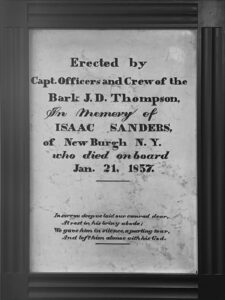 Erected by
Capt. Officers and Crew of the
Bark J. D. Thompson,
In Memory of
ISAAC SANDERS,
of New Burgh N. Y.
who died on board
Jan. 21, 1857.
In ocean deep we laid our comrad dear,
At rest in his briny abode;
We gave him in silence, a parting tear,
And left him alone with his God.